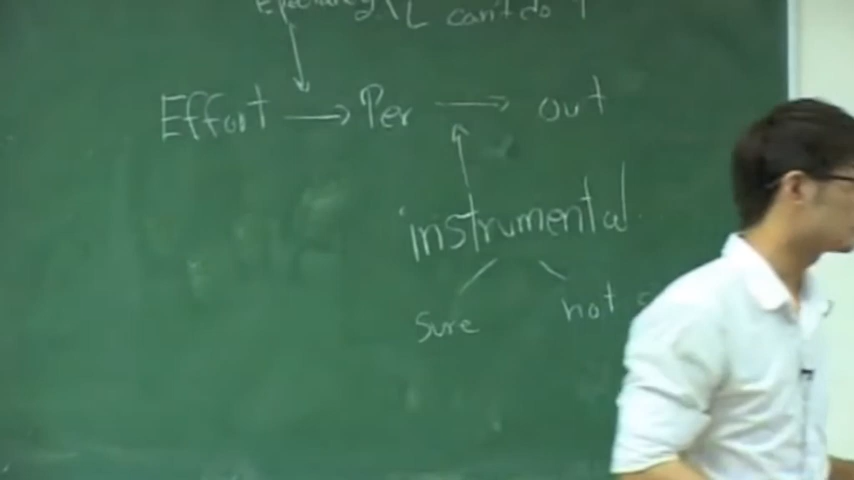 can't do
Effort → Per → out
instrumental
sure not